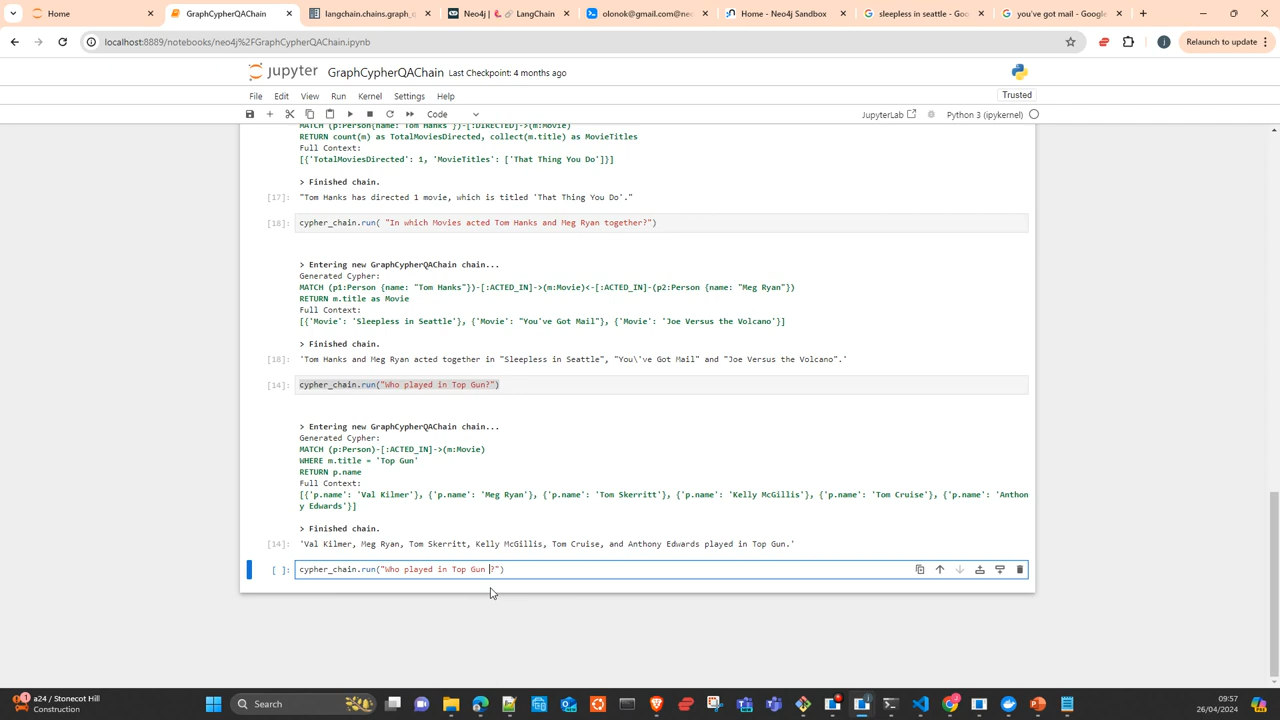 Home
GraphCypherQAChain
langchain.chains.graph_q
Neo4j | 🦜️🔗 LangChain
olonok@gmail.com@neo
Home - Neo4j Sandbox
sleepless in seattle - Goo
you've got mail - Google
localhost:8889/notebooks/neo4j%2FGraphCypherQAChain.ipynb
Relaunch to update
jupyter GraphCypherQAChain Last Checkpoint: 4 months ago
Trusted
File Edit View Run Kernel Settings Help
Code
JupyterLab
Python 3 (ipykernel)
MATCH (p:Person{name: "Tom Hanks"})-[:DIRECTED]->(m:Movie)
RETURN count(m) as TotalMoviesDirected, collect(m.title) as MovieTitles
Full Context:
[{'TotalMoviesDirected': 1, 'MovieTitles': ['That Thing You Do']}]
> Finished chain.
[17]: "Tom Hanks has directed 1 movie, which is titled 'That Thing You Do'."
[18]: cypher_chain.run( "In which Movies acted Tom Hanks and Meg Ryan together?")
> Entering new GraphCypherQAChain chain...
Generated Cypher:
MATCH (p1:Person {name: "Tom Hanks"})-[:ACTED_IN]->(m:Movie)<-[:ACTED_IN]-(p2:Person {name: "Meg Ryan"})
RETURN m.title as Movie
Full Context:
[{'Movie': 'Sleepless in Seattle'}, {'Movie': "You've Got Mail"}, {'Movie': 'Joe Versus the Volcano'}]
> Finished chain.
[18]: 'Tom Hanks and Meg Ryan acted together in "Sleepless in Seattle", "You\'ve Got Mail" and "Joe Versus the Volcano".'
[14]: cypher_chain.run("Who played in Top Gun?")
> Entering new GraphCypherQAChain chain...
Generated Cypher:
MATCH (p:Person)-[:ACTED_IN]->(m:Movie)
WHERE m.title = 'Top Gun'
RETURN p.name
Full Context:
[{'p.name': 'Val Kilmer'}, {'p.name': 'Meg Ryan'}, {'p.name': 'Tom Skerritt'}, {'p.name': 'Kelly McGillis'}, {'p.name': 'Tom Cruise'}, {'p.name': 'Anthon
y Edwards'}]
> Finished chain.
[14]: 'Val Kilmer, Meg Ryan, Tom Skerritt, Kelly McGillis, Tom Cruise, and Anthony Edwards played in Top Gun.'
[ ]: cypher_chain.run("Who played in Top Gun ?")
a24 / Stonecot Hill
Construction
Search
09:57
26/04/2024